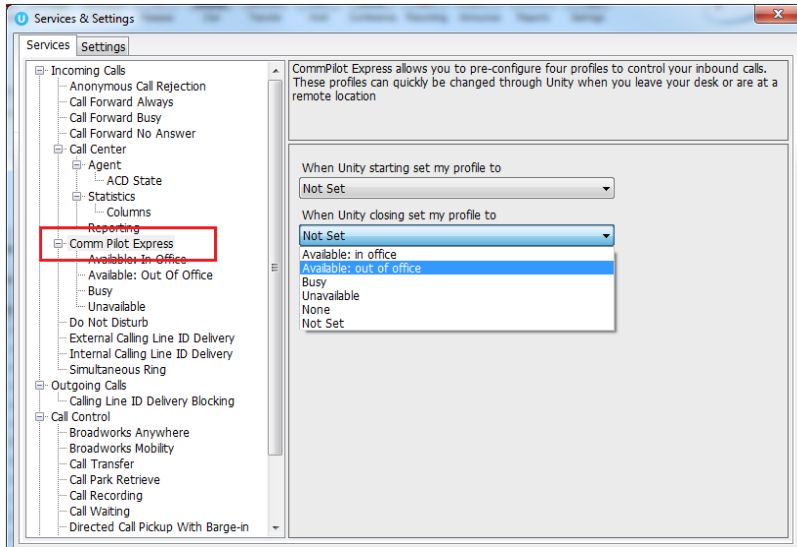 Services & Settings
Services Settings
Incoming Calls
Anonymous Call Rejection
Call Forward Always
Call Forward Busy
Call Forward No Answer
Call Center
Agent
ACD State
Statistics
Columns
Reporting
Comm Pilot Express
Available: In Office
Available: Out Of Office
Busy
Unavailable
Do Not Disturb
External Calling Line ID Delivery
Internal Calling Line ID Delivery
Simultaneous Ring
Outgoing Calls
Calling Line ID Delivery Blocking
Call Control
Broadworks Anywhere
Broadworks Mobility
Call Transfer
Call Park Retrieve
Call Recording
Call Waiting
Directed Call Pickup With Barge-in
CommPilot Express allows you to pre-configure four profiles to control your inbound calls.
These profiles can quickly be changed through Unity when you leave your desk or are at a
remote location
When Unity starting set my profile to
Not Set
When Unity closing set my profile to
Not Set
Available: in office
Available: out of office
Busy
Unavailable
None
Not Set